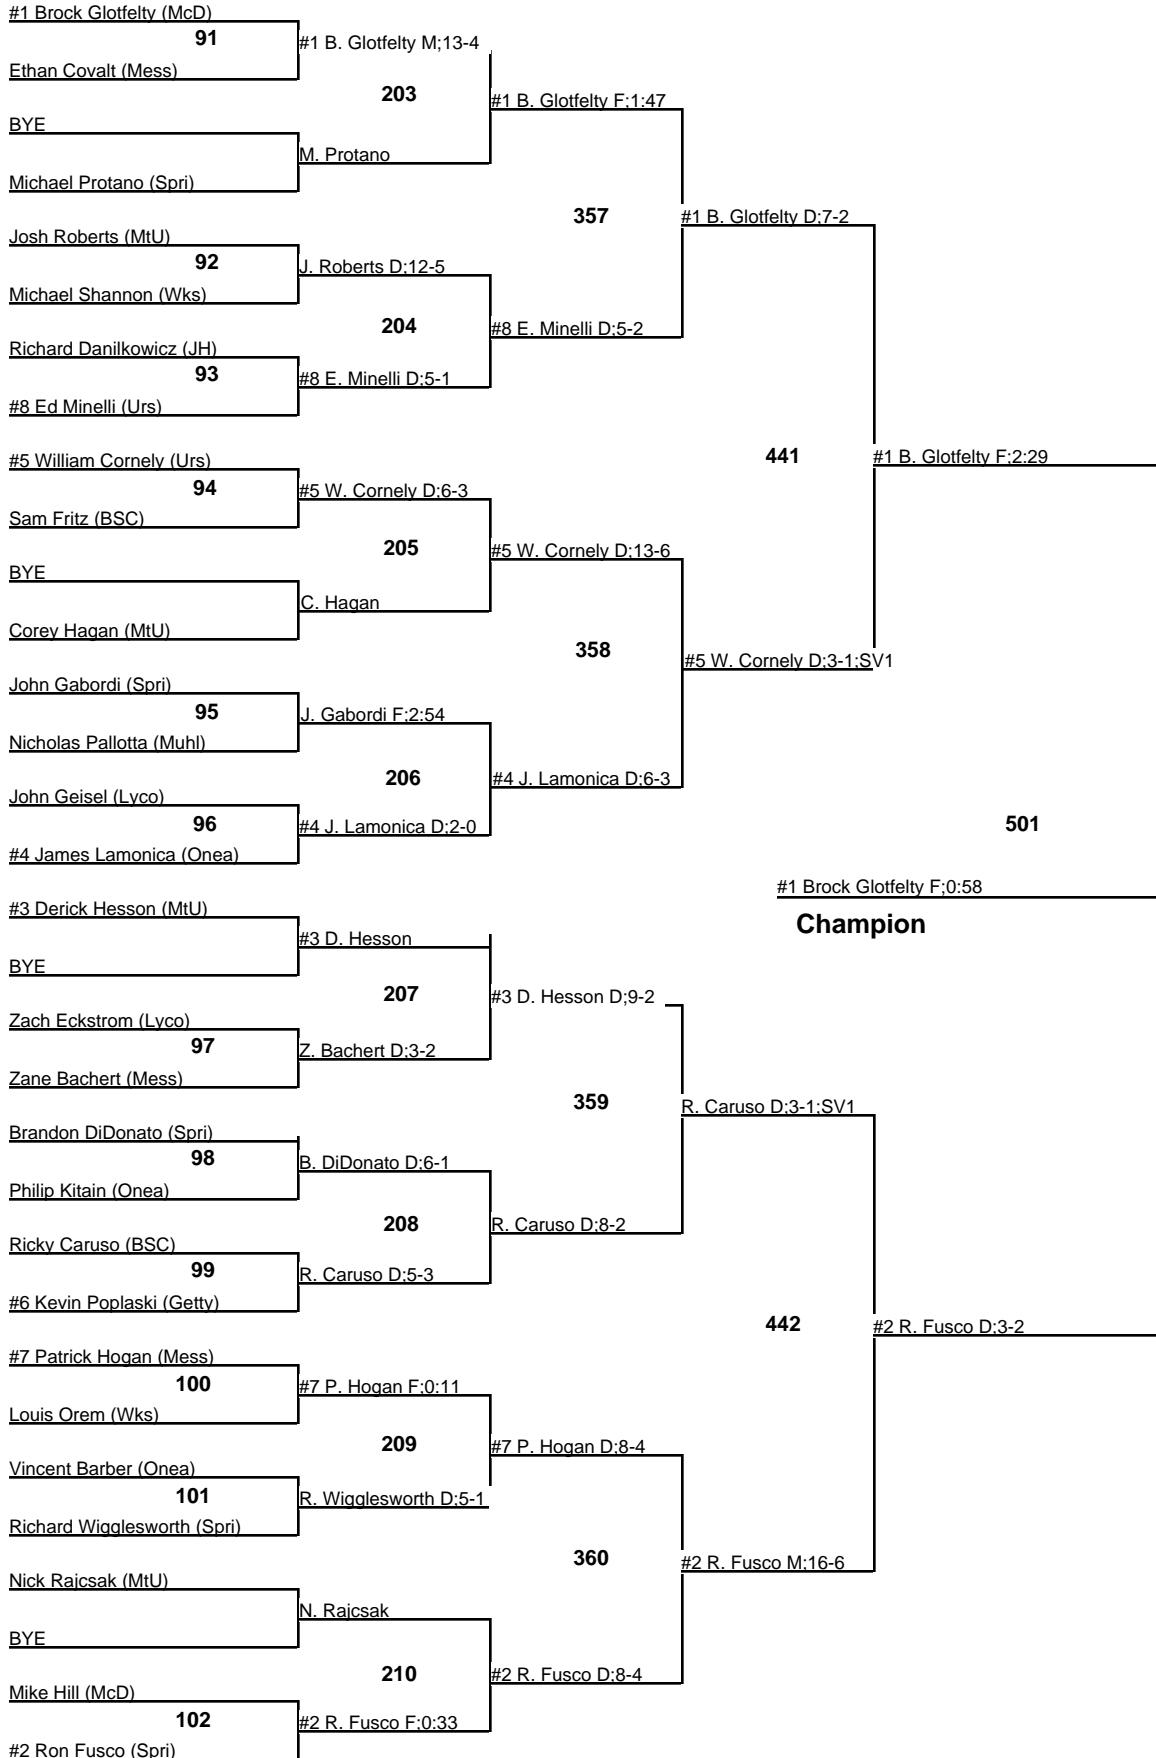 #1 Brock Glotfelty (McD)
91
#1 B. Glotfelty M;13-4
Ethan Covalt (Mess)
203
#1 B. Glotfelty F;1:47
BYE
M. Protano
Michael Protano (Spri)
357
#1 B. Glotfelty D;7-2
Josh Roberts (MtU)
92
J. Roberts D;12-5
Michael Shannon (Wks)
204
#8 E. Minelli D;5-2
Richard Danilkowicz (JH)
93
#8 E. Minelli D;5-1
#8 Ed Minelli (Urs)
441
#1 B. Glotfelty F;2:29
#5 William Cornely (Urs)
94
#5 W. Cornely D;6-3
Sam Fritz (BSC)
205
#5 W. Cornely D;13-6
BYE
C. Hagan
Corey Hagan (MtU)
358
#5 W. Cornely D;3-1;SV1
John Gabordi (Spri)
95
J. Gabordi F;2:54
Nicholas Pallotta (Muhl)
206
#4 J. Lamonica D;6-3
John Geisel (Lyco)
96
#4 J. Lamonica D;2-0
501
#4 James Lamonica (Onea)
#1 Brock Glotfelty F;0:58
Champion
#3 Derick Hesson (MtU)
#3 D. Hesson
BYE
207
#3 D. Hesson D;9-2
Zach Eckstrom (Lyco)
97
Z. Bachert D;3-2
Zane Bachert (Mess)
359
R. Caruso D;3-1;SV1
Brandon DiDonato (Spri)
98
B. DiDonato D;6-1
Philip Kitain (Onea)
208
R. Caruso D;8-2
Ricky Caruso (BSC)
99
R. Caruso D;5-3
#6 Kevin Poplaski (Getty)
442
#2 R. Fusco D;3-2
#7 Patrick Hogan (Mess)
100
#7 P. Hogan F;0:11
Louis Orem (Wks)
209
#7 P. Hogan D;8-4
Vincent Barber (Onea)
101
R. Wigglesworth D;5-1
Richard Wigglesworth (Spri)
360
#2 R. Fusco M;16-6
Nick Rajcsak (MtU)
N. Rajcsak
BYE
210
#2 R. Fusco D;8-4
Mike Hill (McD)
102
#2 R. Fusco F;0:33
#2 Ron Fusco (Spri)